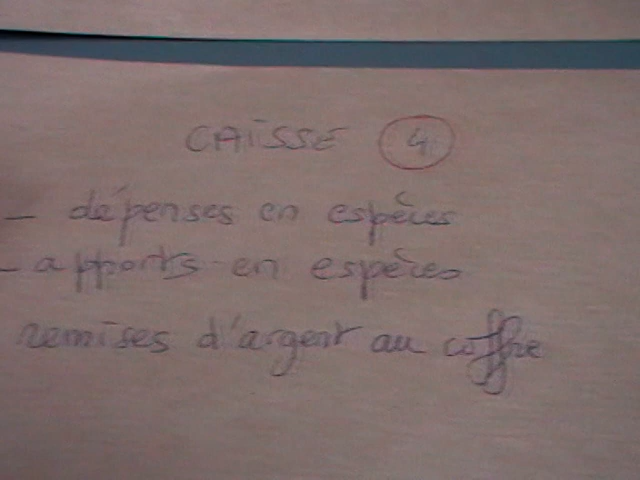 CAISSE 4
- dépenses en espèces
- apports en espèces
remises d'argent au coffre